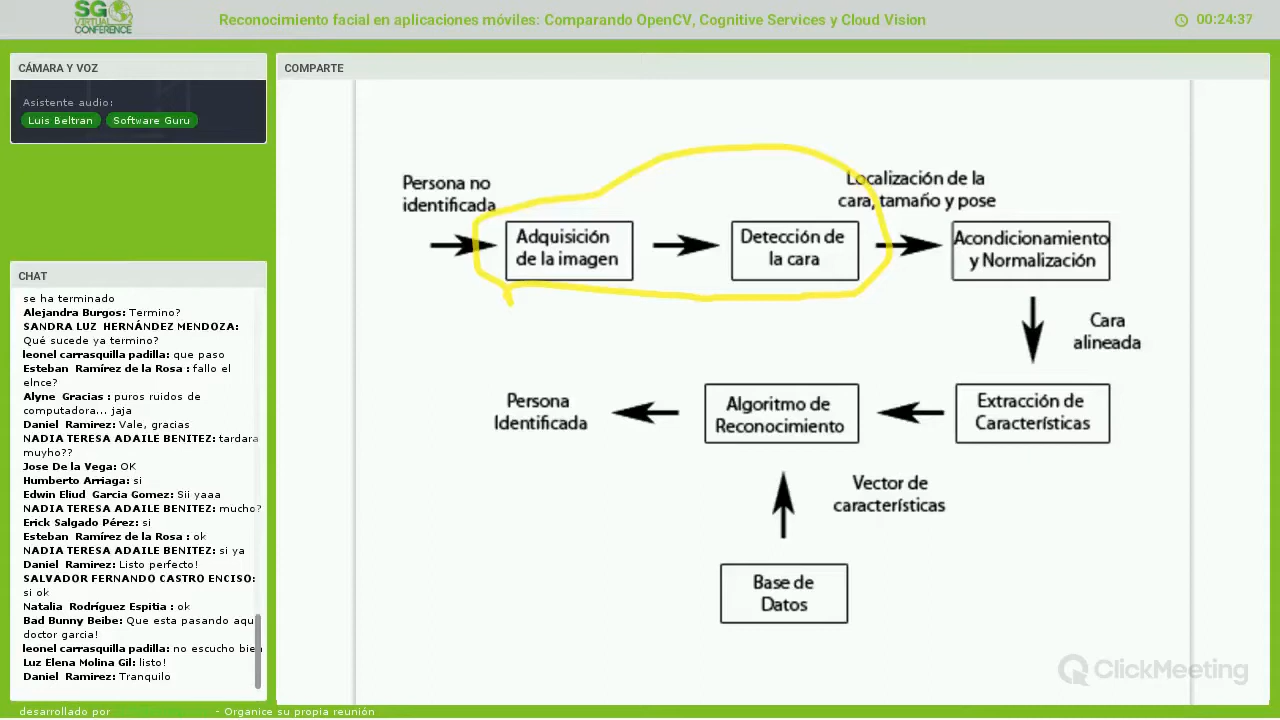 SG
VIRTUAL
CONFERENCE
Reconocimiento facial en aplicaciones móviles: Comparando OpenCV, Cognitive Services y Cloud Vision
00:24:37
CÁMARA Y VOZ
Asistente audio:
Luis Beltran
Software Guru
CHAT
se ha terminado
Alejandra Burgos: Termino?
SANDRA LUZ HERNÁNDEZ MENDOZA:
Qué sucede ya termino?
leonel carrasquilla padilla: que paso
Esteban Ramírez de la Rosa : fallo el
elnce?
Alyne Gracias : puros ruidos de
computadora... jaja
Daniel Ramirez: Vale, gracias
NADIA TERESA ADAILE BENITEZ: tardara
muyho??
Jose De la Vega: OK
Humberto Arriaga: si
Edwin Eliud Garcia Gomez: Sii yaaa
NADIA TERESA ADAILE BENITEZ: mucho?
Erick Salgado Pérez: si
Esteban Ramírez de la Rosa : ok
NADIA TERESA ADAILE BENITEZ: si ya
Daniel Ramirez: Listo perfecto!
SALVADOR FERNANDO CASTRO ENCISO:
si ok
Natalia Rodríguez Espitia : ok
Bad Bunny Beibe: Que esta pasando aqu
doctor garcia!
leonel carrasquilla padilla: no escucho bien
Luz Elena Molina Gil: listo!
Daniel Ramirez: Tranquilo
COMPARTE
Persona no
identificada
Adquisición
de la imagen
Detección de
la cara
Localización de la
cara, tamaño y pose
Acondicionamiento
y Normalización
Cara
alineada
Extracción de
Características
Algoritmo de
Reconocimiento
Persona
Identificada
Vector de
características
Base de
Datos
ClickMeeting
desarrollado por
- Organice su propia reunión